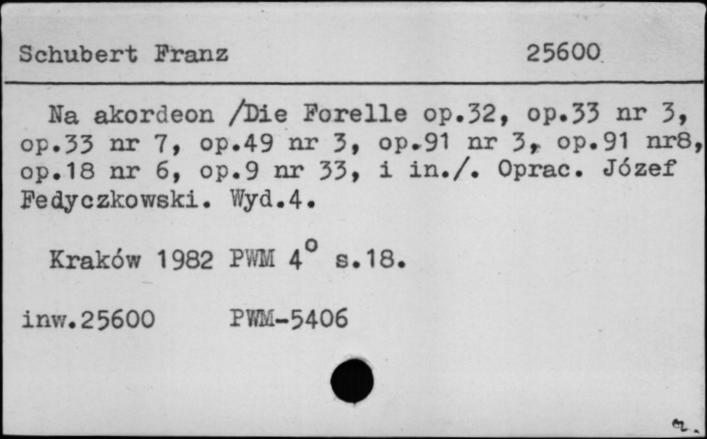 Schubert Franz 25600
Na akordeon /Die Forelle op.32, op.33 nr 3,
op.33 nr 7, op.49 nr 3, op.91 nr 3, op.91 nr8,
op.18 nr 6, op.9 nr 33, i in./. Oprac. Józef
Fedyczkowski. Wyd.4.
Kraków 1982 PWM 4° s.18.
inw.25600 PWM-5406